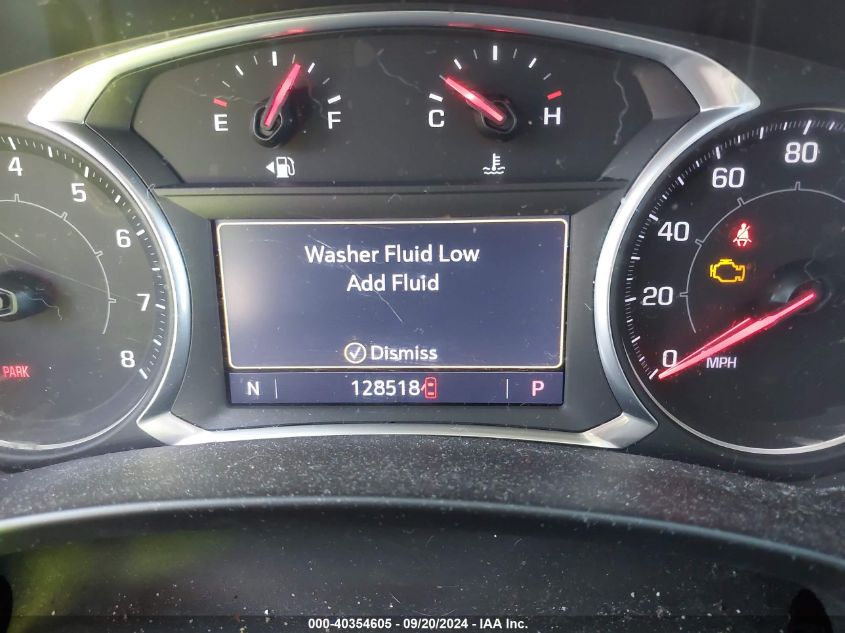 E F C H
4 5 6 7 8
PARK
Washer Fluid Low
Add Fluid
Dismiss
N 128518 P
80
60
40
20
0
MPH
000-40354605 - 09/20/2024 - IAA Inc.